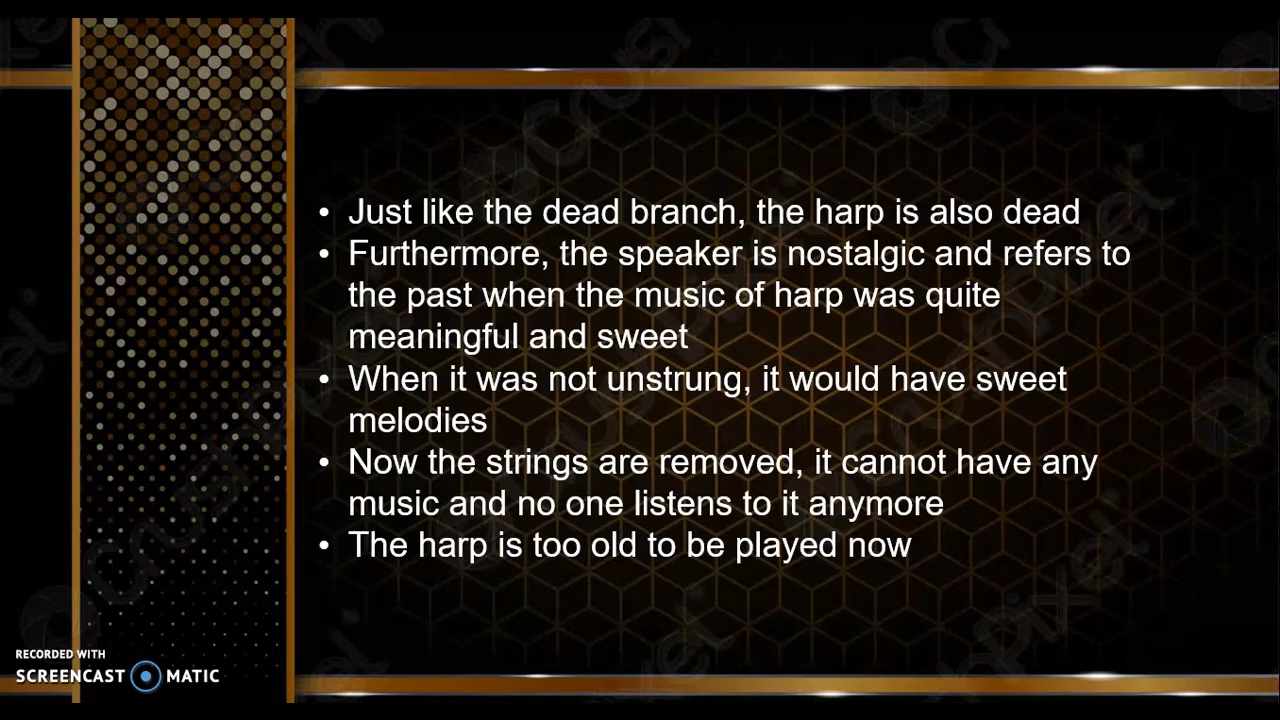 • Just like the dead branch, the harp is also dead
• Furthermore, the speaker is nostalgic and refers to
the past when the music of harp was quite
meaningful and sweet
• When it was not unstrung, it would have sweet
melodies
• Now the strings are removed, it cannot have any
music and no one listens to it anymore
• The harp is too old to be played now
RECORDED WITH
SCREENCAST MATIC